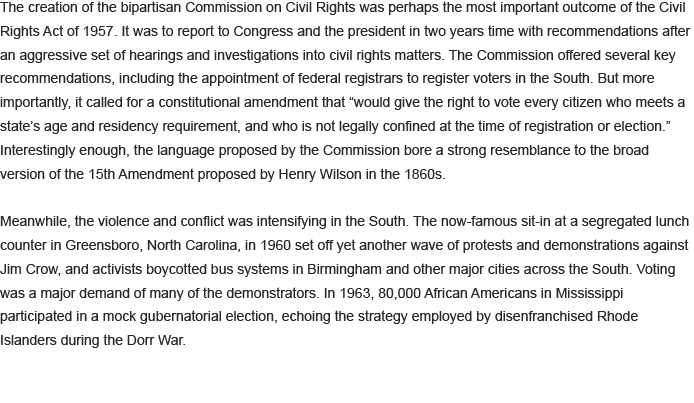 The creation of the bipartisan Commission on Civil Rights was perhaps the most important outcome of the Civil
Rights Act of 1957. It was to report to Congress and the president in two years time with recommendations after
an aggressive set of hearings and investigations into civil rights matters. The Commission offered several key
recommendations, including the appointment of federal registrars to register voters in the South. But more
importantly, it called for a constitutional amendment that “would give the right to vote every citizen who meets a
state’s age and residency requirement, and who is not legally confined at the time of registration or election.”
Interestingly enough, the language proposed by the Commission bore a strong resemblance to the broad
version of the 15th Amendment proposed by Henry Wilson in the 1860s.
Meanwhile, the violence and conflict was intensifying in the South. The now-famous sit-in at a segregated lunch
counter in Greensboro, North Carolina, in 1960 set off yet another wave of protests and demonstrations against
Jim Crow, and activists boycotted bus systems in Birmingham and other major cities across the South. Voting
was a major demand of many of the demonstrators. In 1963, 80,000 African Americans in Mississippi
participated in a mock gubernatorial election, echoing the strategy employed by disenfranchised Rhode
Islanders during the Dorr War.